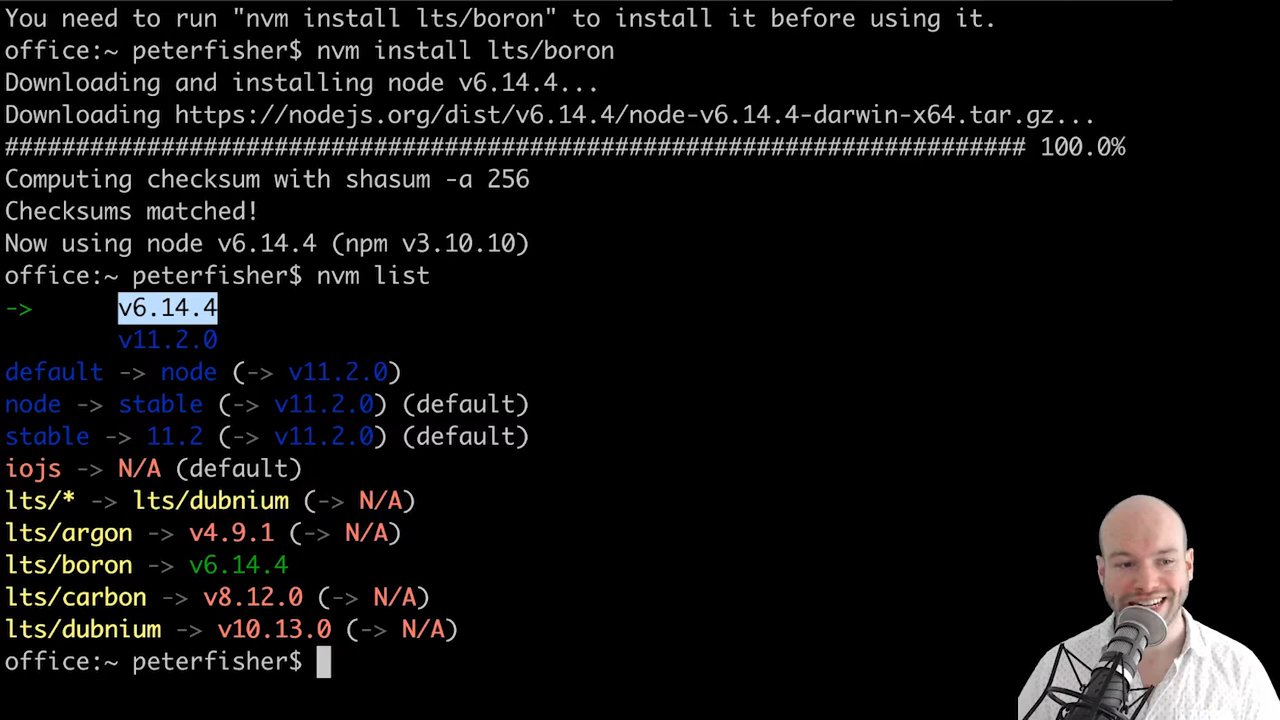 You need to run "nvm install lts/boron" to install it before using it.
office:~ peterfisher$ nvm install lts/boron
Downloading and installing node v6.14.4...
Downloading https://nodejs.org/dist/v6.14.4/node-v6.14.4-darwin-x64.tar.gz...
######################################################################## 100.0%
Computing checksum with shasum -a 256
Checksums matched!
Now using node v6.14.4 (npm v3.10.10)
office:~ peterfisher$ nvm list
-> v6.14.4
v11.2.0
default -> node (-> v11.2.0)
node -> stable (-> v11.2.0) (default)
stable -> 11.2 (-> v11.2.0) (default)
iojs -> N/A (default)
lts/* -> lts/dubnium (-> N/A)
lts/argon -> v4.9.1 (-> N/A)
lts/boron -> v6.14.4
lts/carbon -> v8.12.0 (-> N/A)
lts/dubnium -> v10.13.0 (-> N/A)
office:~ peterfisher$